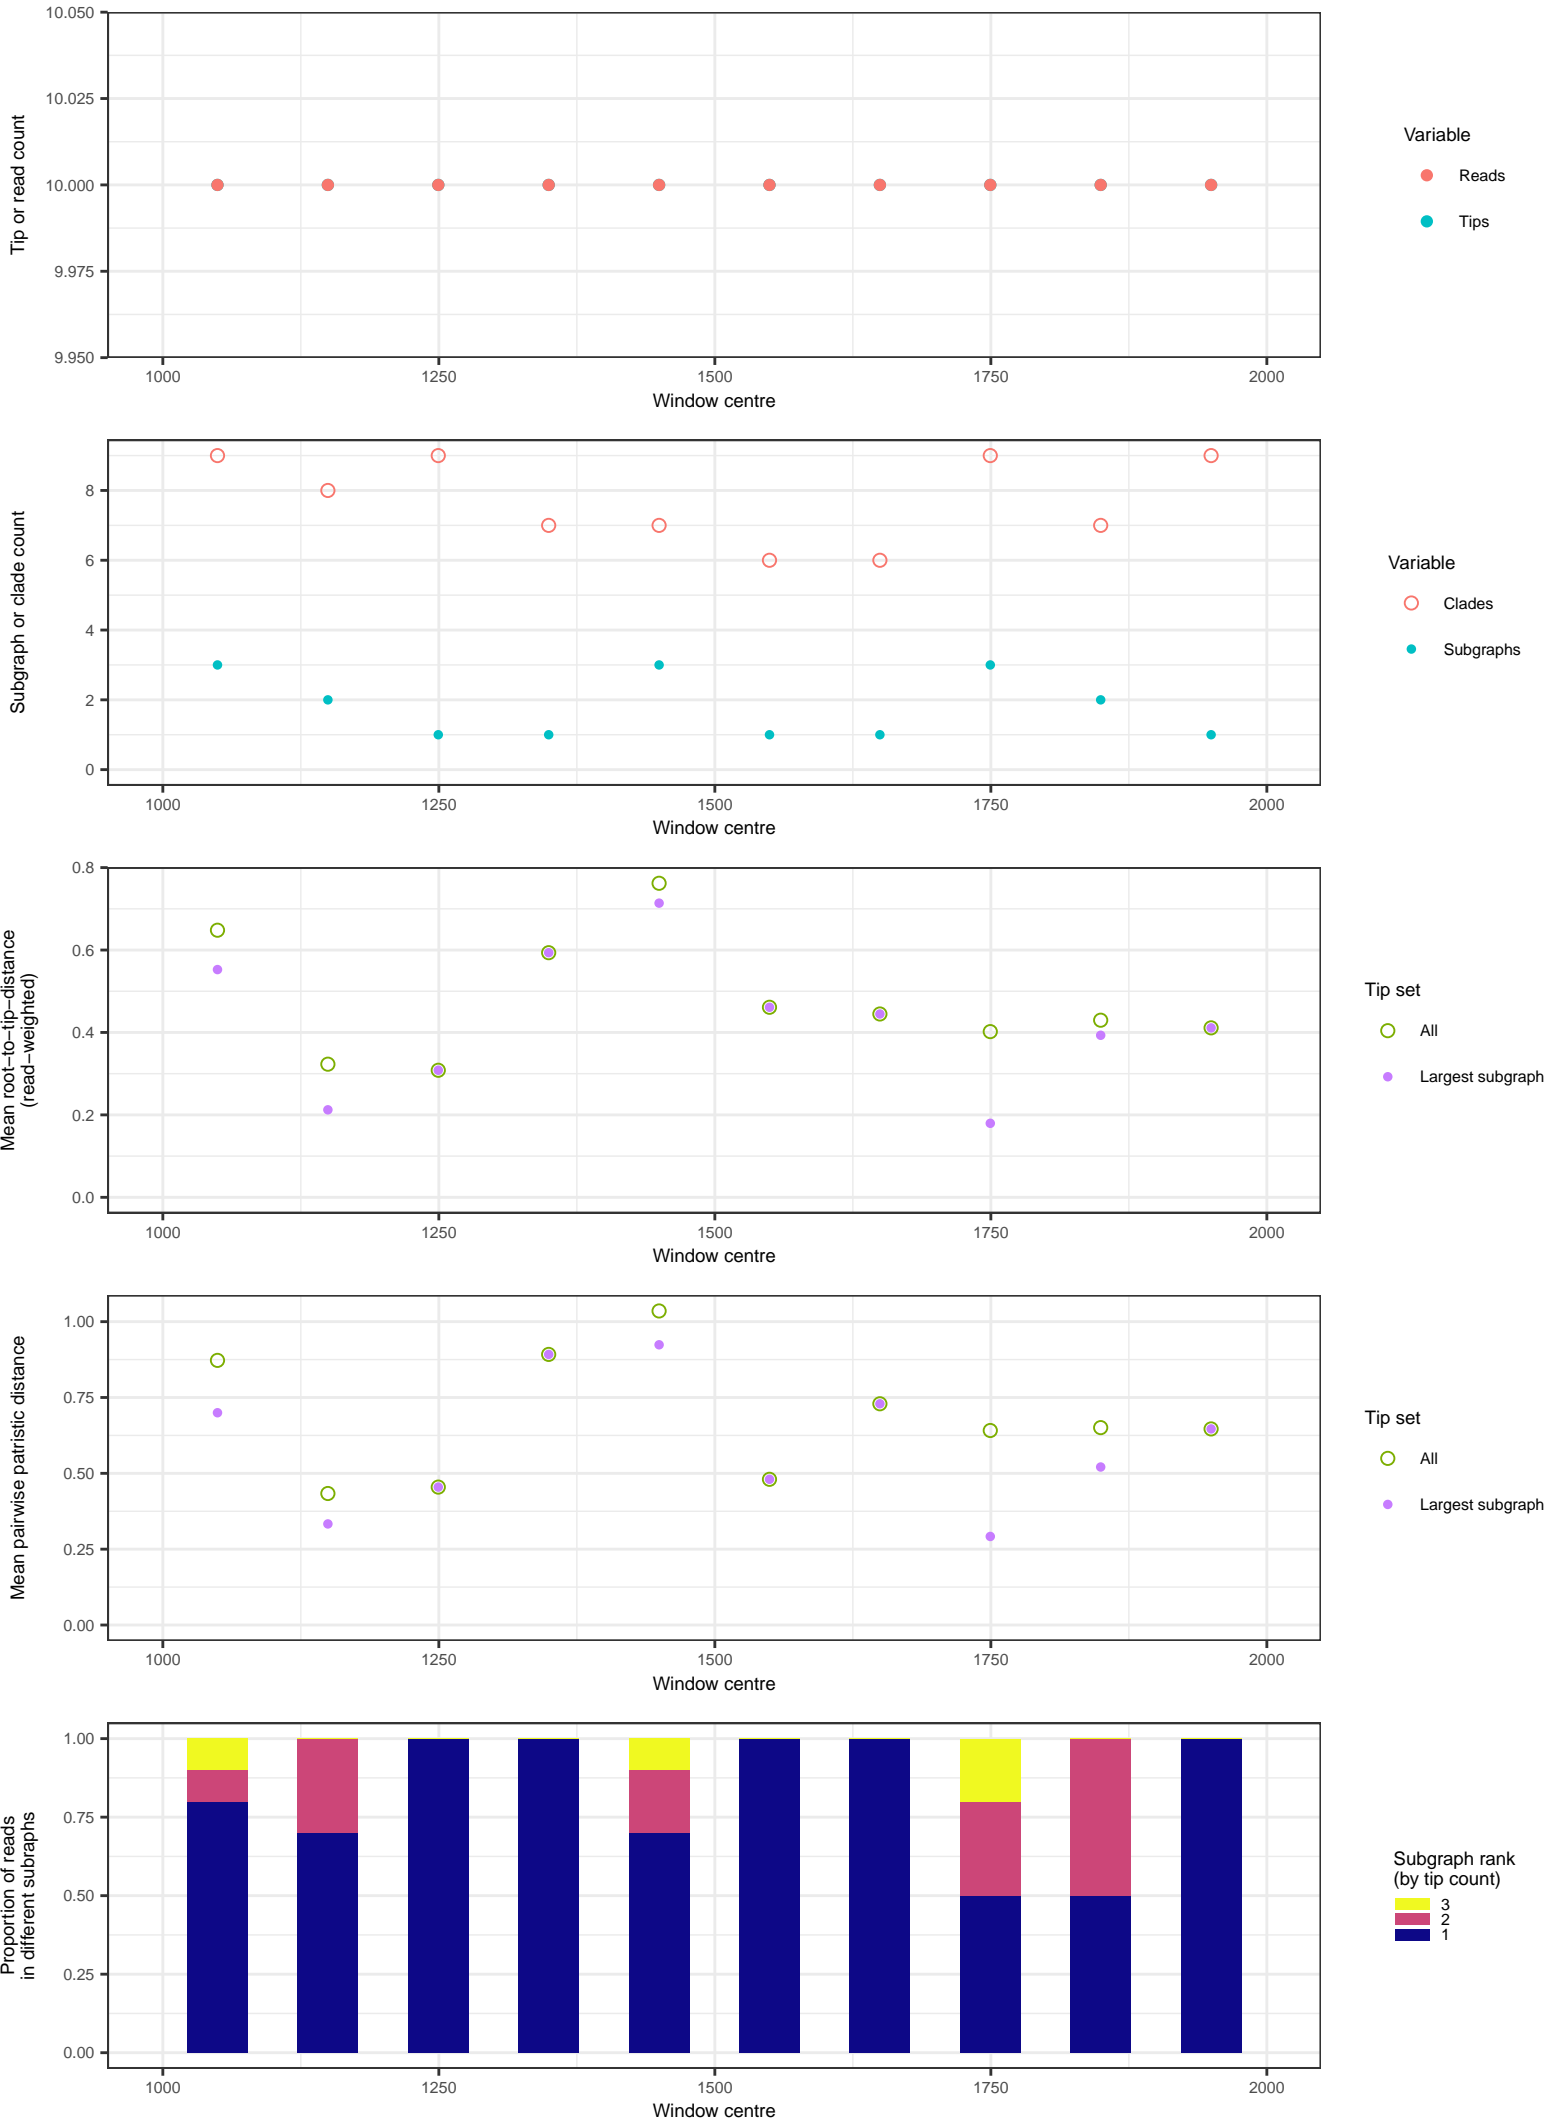 10.050
10.025
10.000
9.975
9.950
Tip or read count
1000 1250 1500 1750 2000
Window centre
Variable
Reads
Tips
8
6
4
2
0
Subgraph or clade count
1000 1250 1500 1750 2000
Window centre
Variable
Clades
Subgraphs
0.8
0.6
0.4
0.2
0.0
Mean root−to−tip−distance
(read−weighted)
1000 1250 1500 1750 2000
Window centre
Tip set
All
Largest subgraph
1.00
0.75
0.50
0.25
0.00
Mean pairwise patristic distance
1000 1250 1500 1750 2000
Window centre
Tip set
All
Largest subgraph
1.00
0.75
0.50
0.25
0.00
Proportion of reads
in different subraphs
1000 1250 1500 1750 2000
Window centre
Subgraph rank
(by tip count)
3
2
1